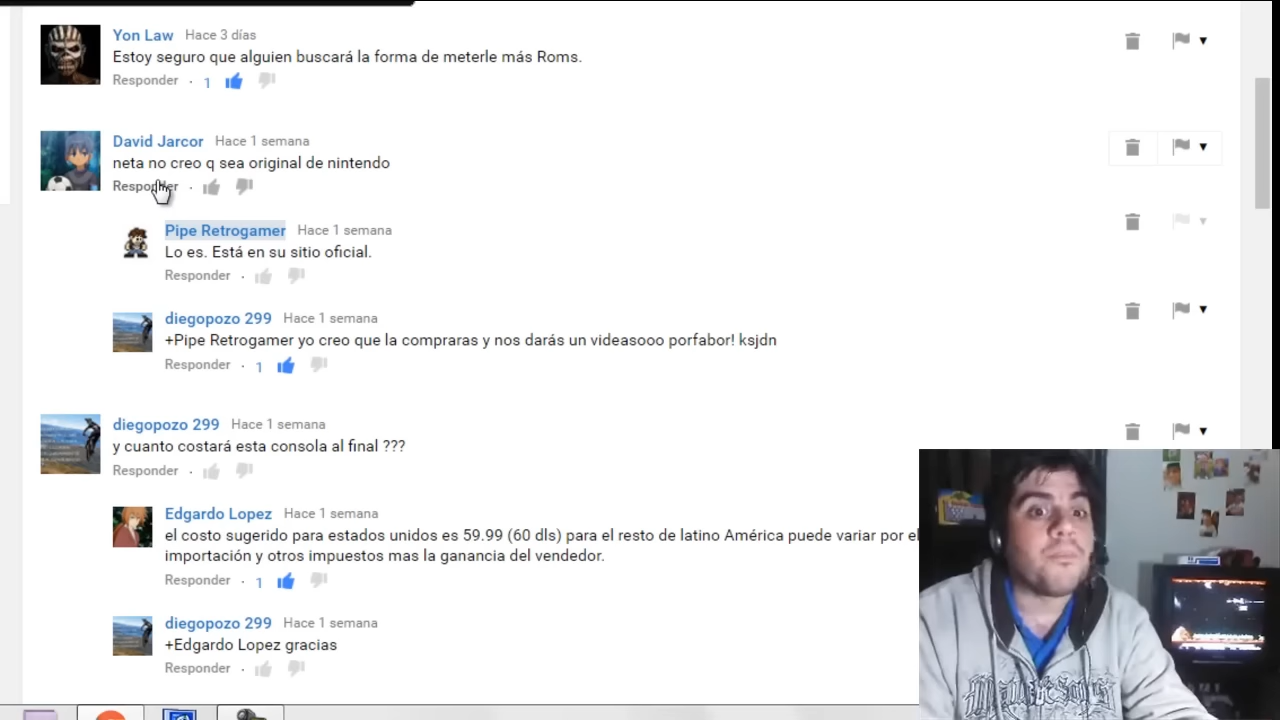 Yon Law Hace 3 días
Estoy seguro que alguien buscará la forma de meterle más Roms.
Responder · 1
David Jarcor Hace 1 semana
neta no creo q sea original de nintendo
Responder ·
Pipe Retrogamer Hace 1 semana
Lo es. Está en su sitio oficial.
Responder ·
diegopozo 299 Hace 1 semana
+Pipe Retrogamer yo creo que la compraras y nos darás un videasooo porfabor! ksjdn
Responder · 1
diegopozo 299 Hace 1 semana
y cuanto costará esta consola al final ???
Responder ·
Edgardo Lopez Hace 1 semana
el costo sugerido para estados unidos es 59.99 (60 dls) para el resto de latino América puede variar por el
importación y otros impuestos mas la ganancia del vendedor.
Responder · 1
diegopozo 299 Hace 1 semana
+Edgardo Lopez gracias
Responder ·